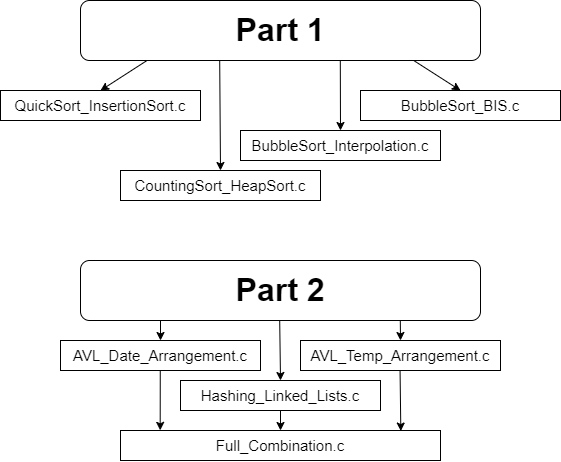 Part 1
QuickSort_InsertionSort.c
BubbleSort_BIS.c
BubbleSort_Interpolation.c
CountingSort_HeapSort.c
Part 2
AVL_Date_Arrangement.c
AVL_Temp_Arrangement.c
Hashing_Linked_Lists.c
Full_Combination.c